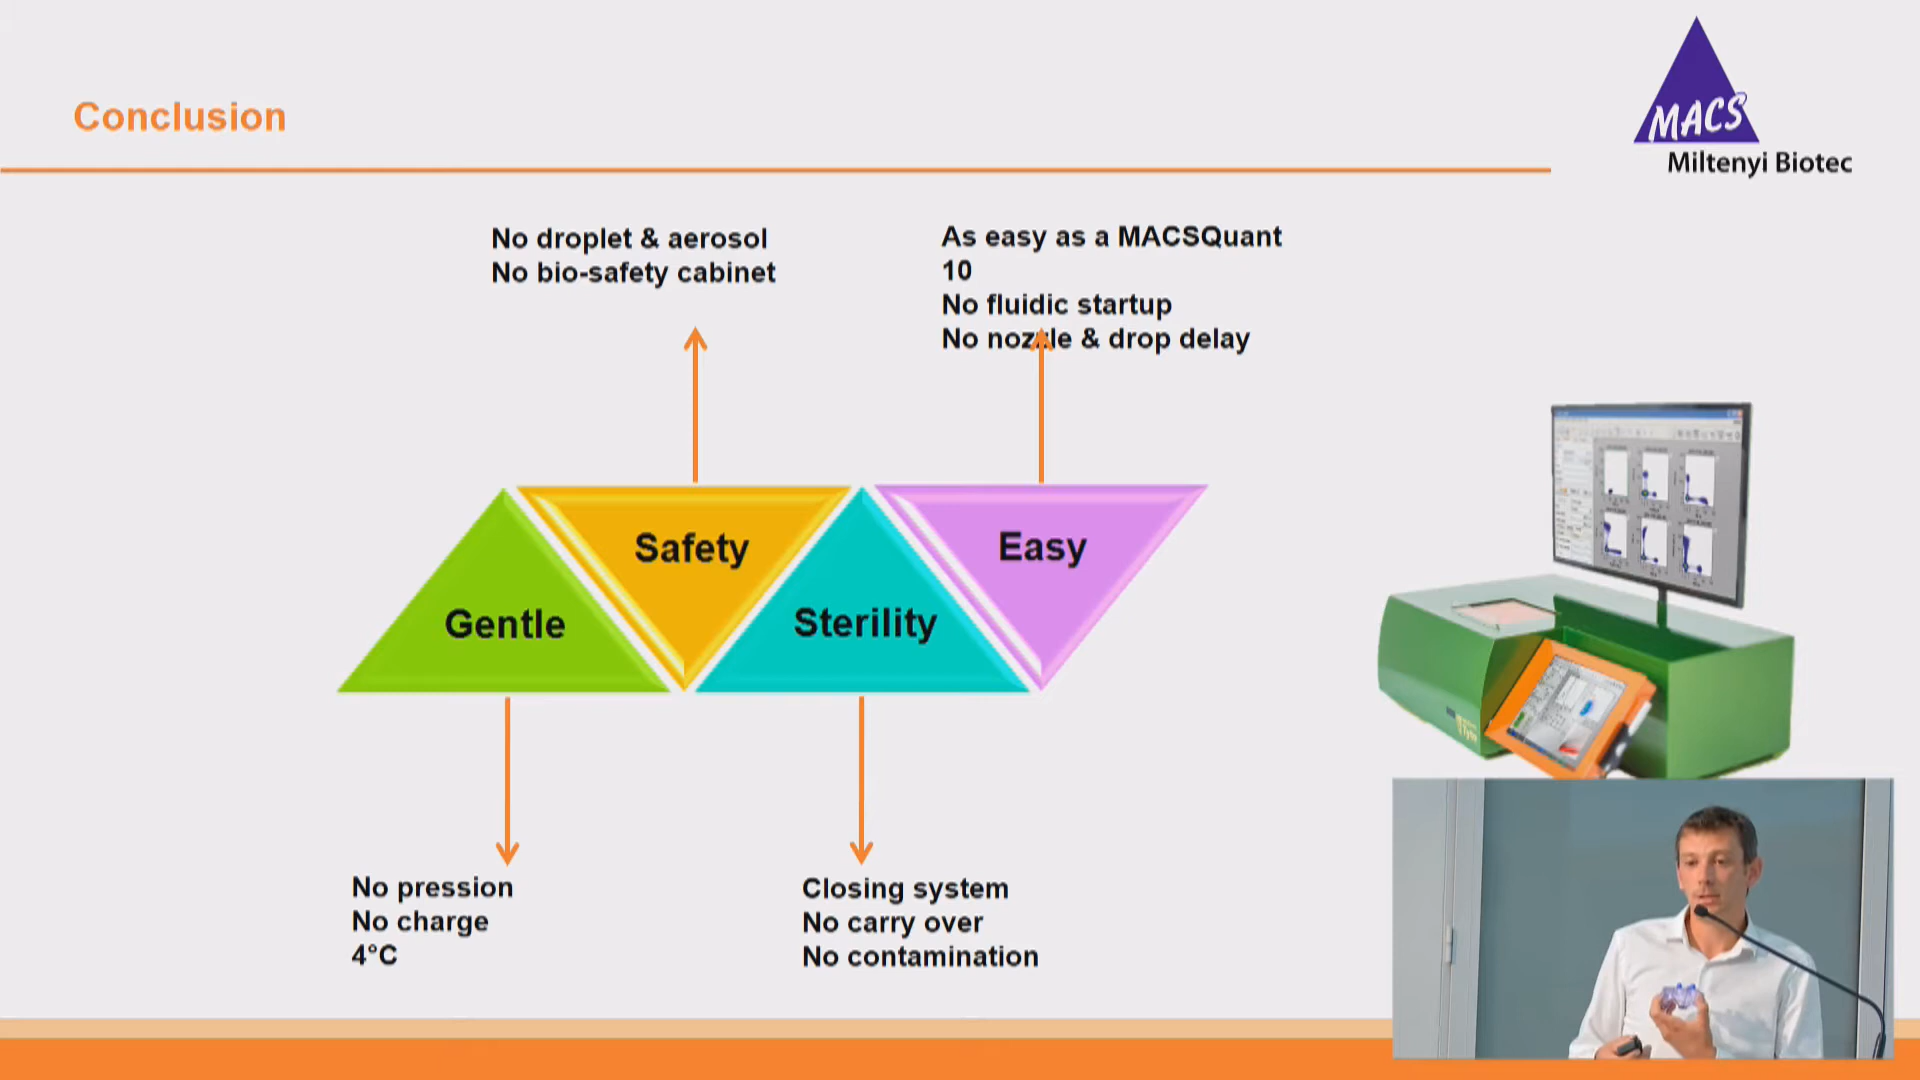 Conclusion
MACS
Miltenyi Biotec
No droplet & aerosol
No bio-safety cabinet
As easy as a MACSQuant
10
No fluidic startup
No nozzle & drop delay
Safety
Easy
Gentle
Sterility
No pression
No charge
4°C
Closing system
No carry over
No contamination